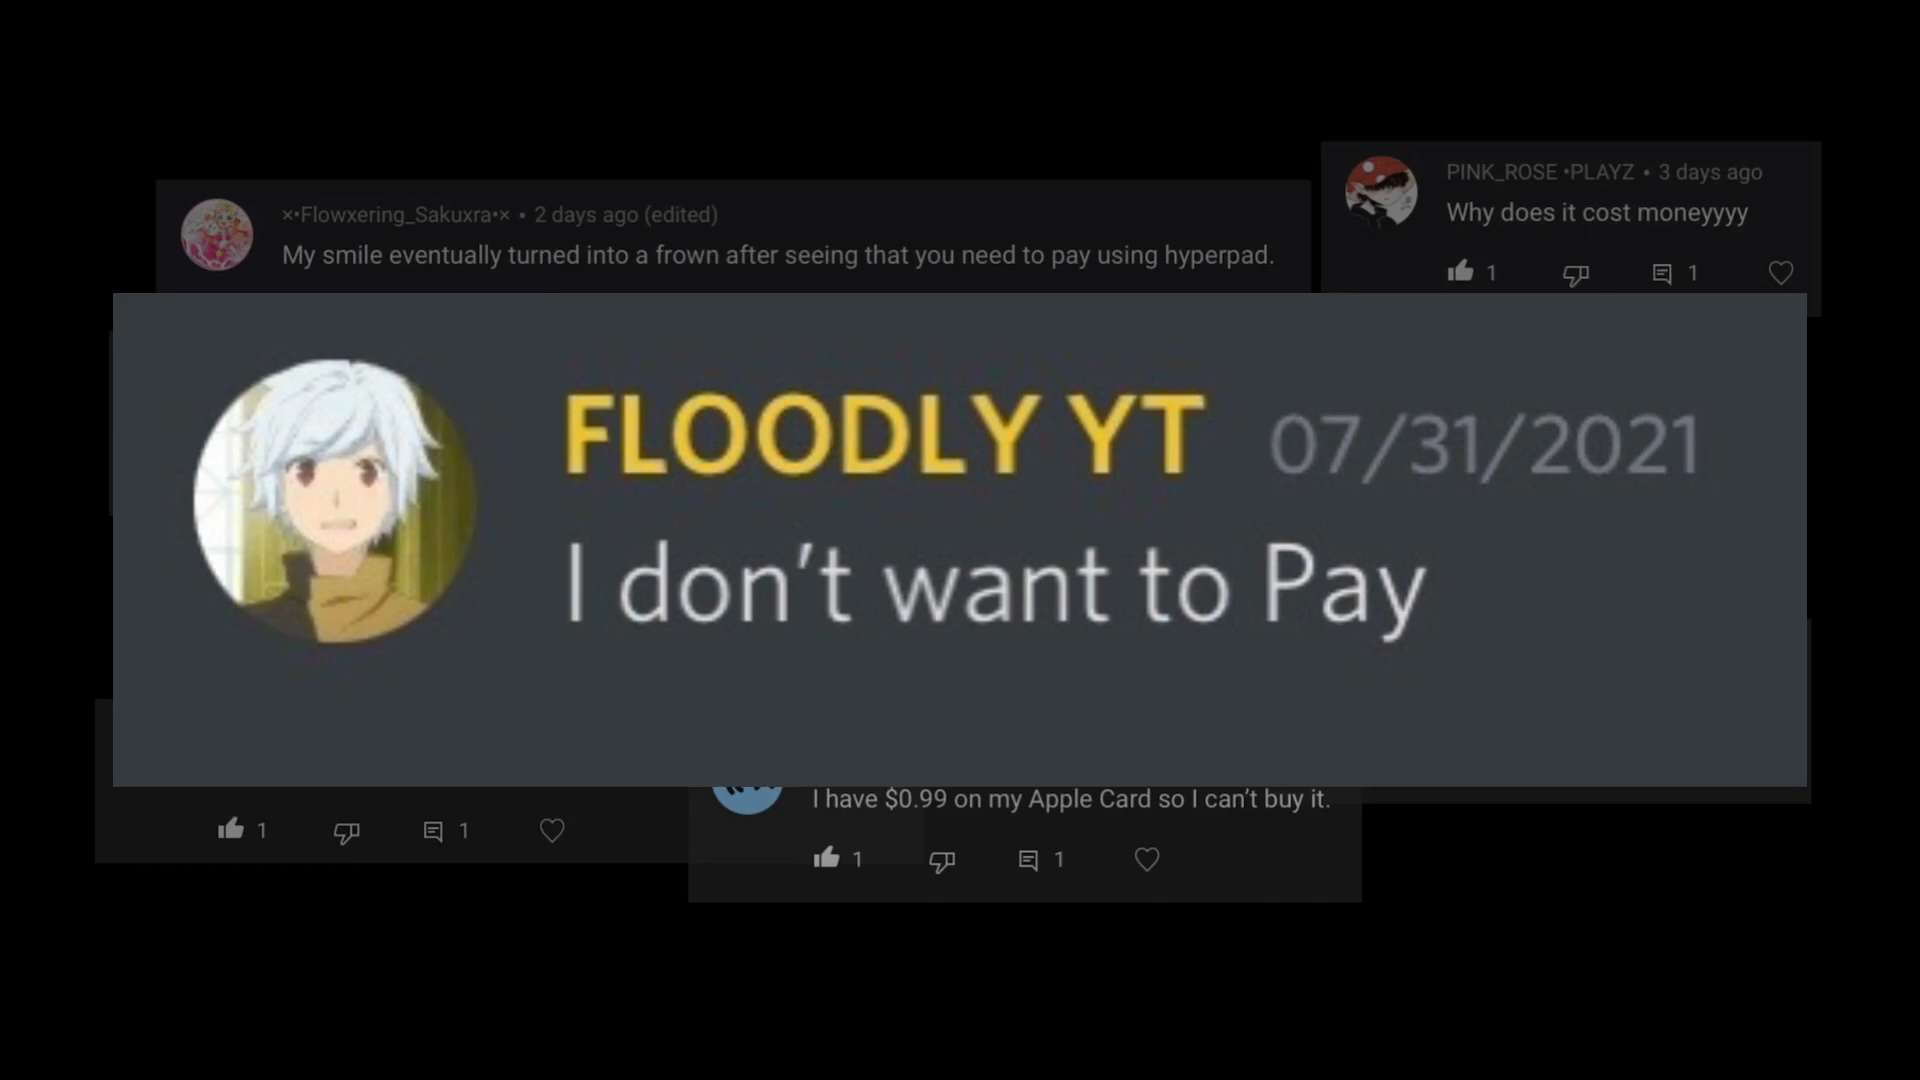 PINK_ROSE •PLAYZ • 3 days ago
Why does it cost moneyyyy
1 1
ו•Flowxering_Sakuxra•× • 2 days ago (edited)
My smile eventually turned into a frown after seeing that you need to pay using hyperpad.
FLOODLY YT 07/31/2021
I don't want to Pay
I have $0.99 on my Apple Card so I can't buy it.
1 1
1 1